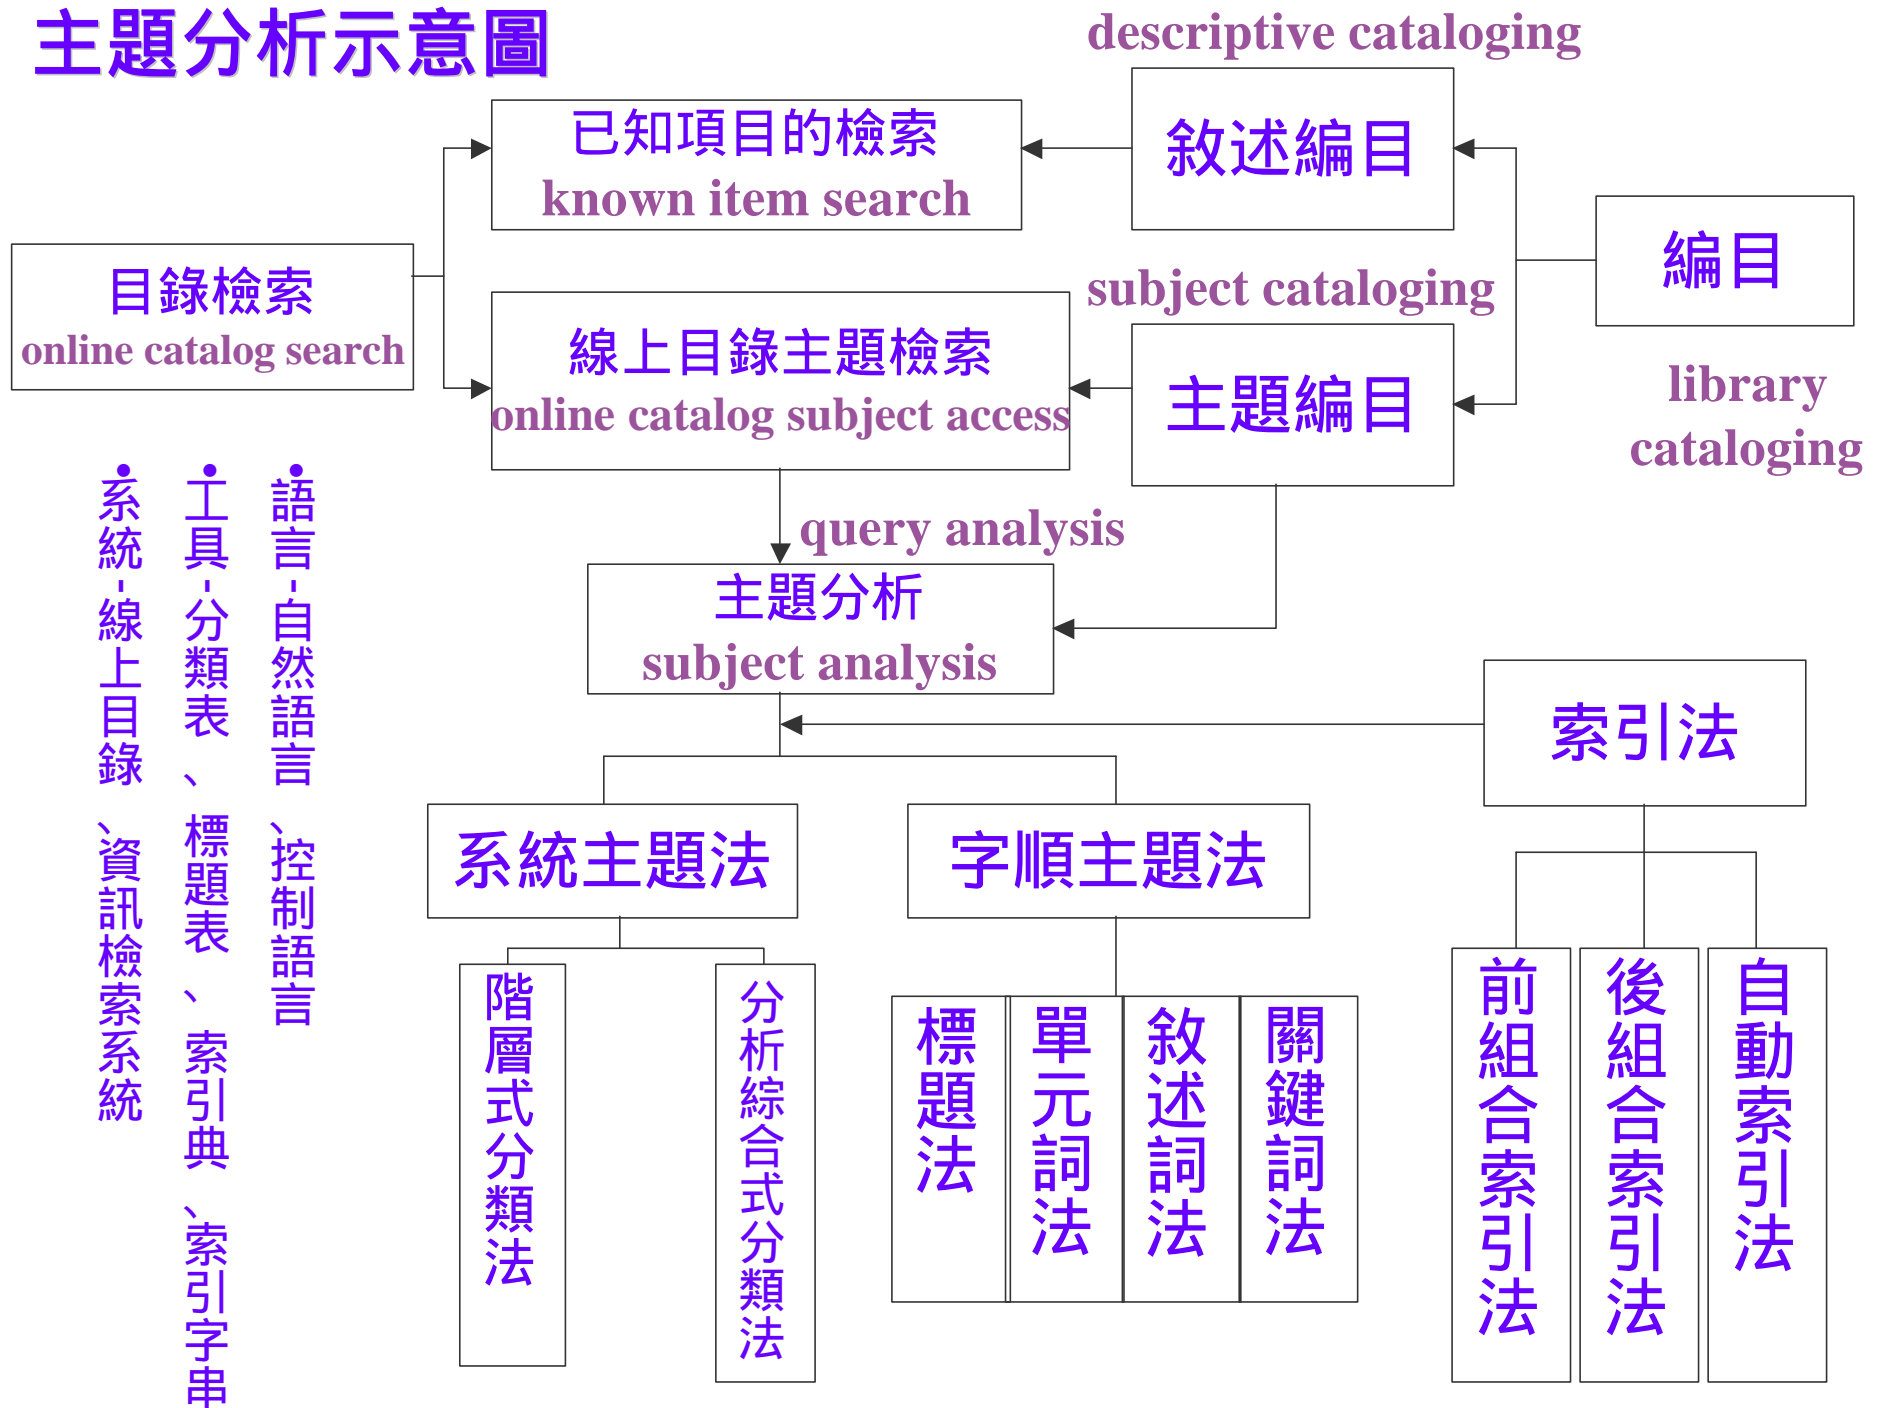 主題分析示意圖
descriptive cataloging
已知項目的檢索
known item search
敘述編目
編目
library
cataloging
目錄檢索
online catalog search
subject cataloging
線上目錄主題檢索
online catalog subject access
主題編目
query analysis
主題分析
subject analysis
•語言-自然語言、控制語言
•工具-分類表、標題表、索引典、索引字串
•系統-線上目錄、資訊檢索系統
索引法
系統主題法
字順主題法
階層式分類法
分析綜合式分類法
標題法
單元詞法
敘述詞法
關鍵詞法
前組合索引法
後組合索引法
自動索引法